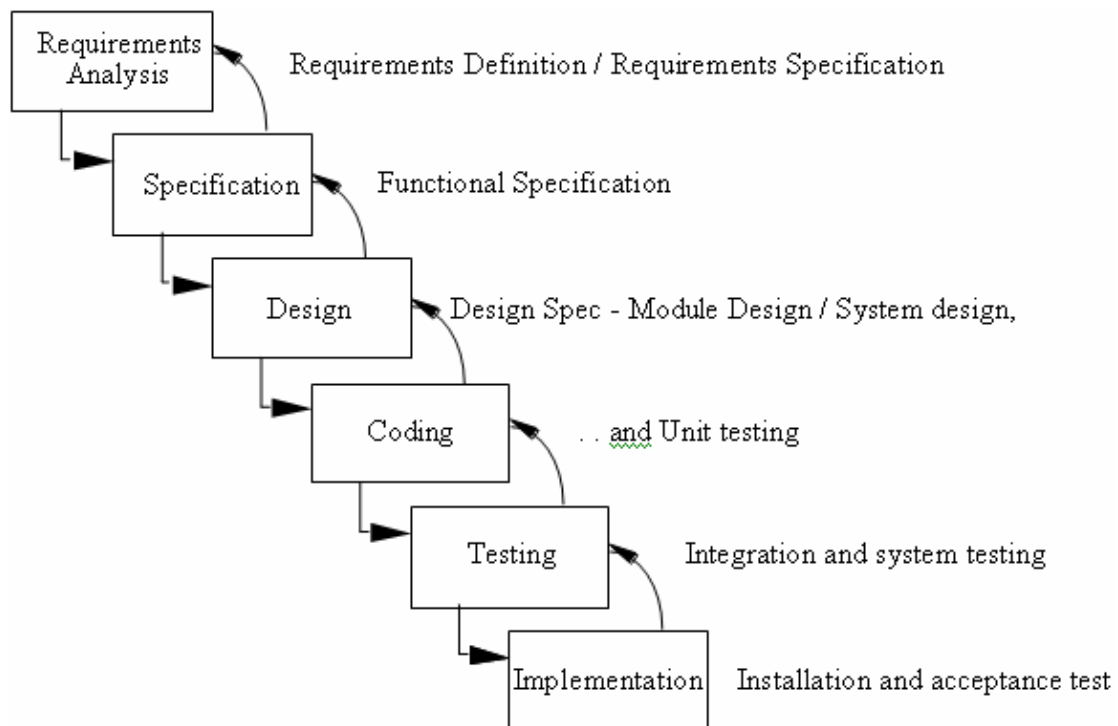 Requirements
Analysis
Requirements Definition / Requirements Specification
Specification
Functional Specification
Design
Design Spec - Module Design / System design,
Coding
. . and Unit testing
Testing
Integration and system testing
Implementation
Installation and acceptance test